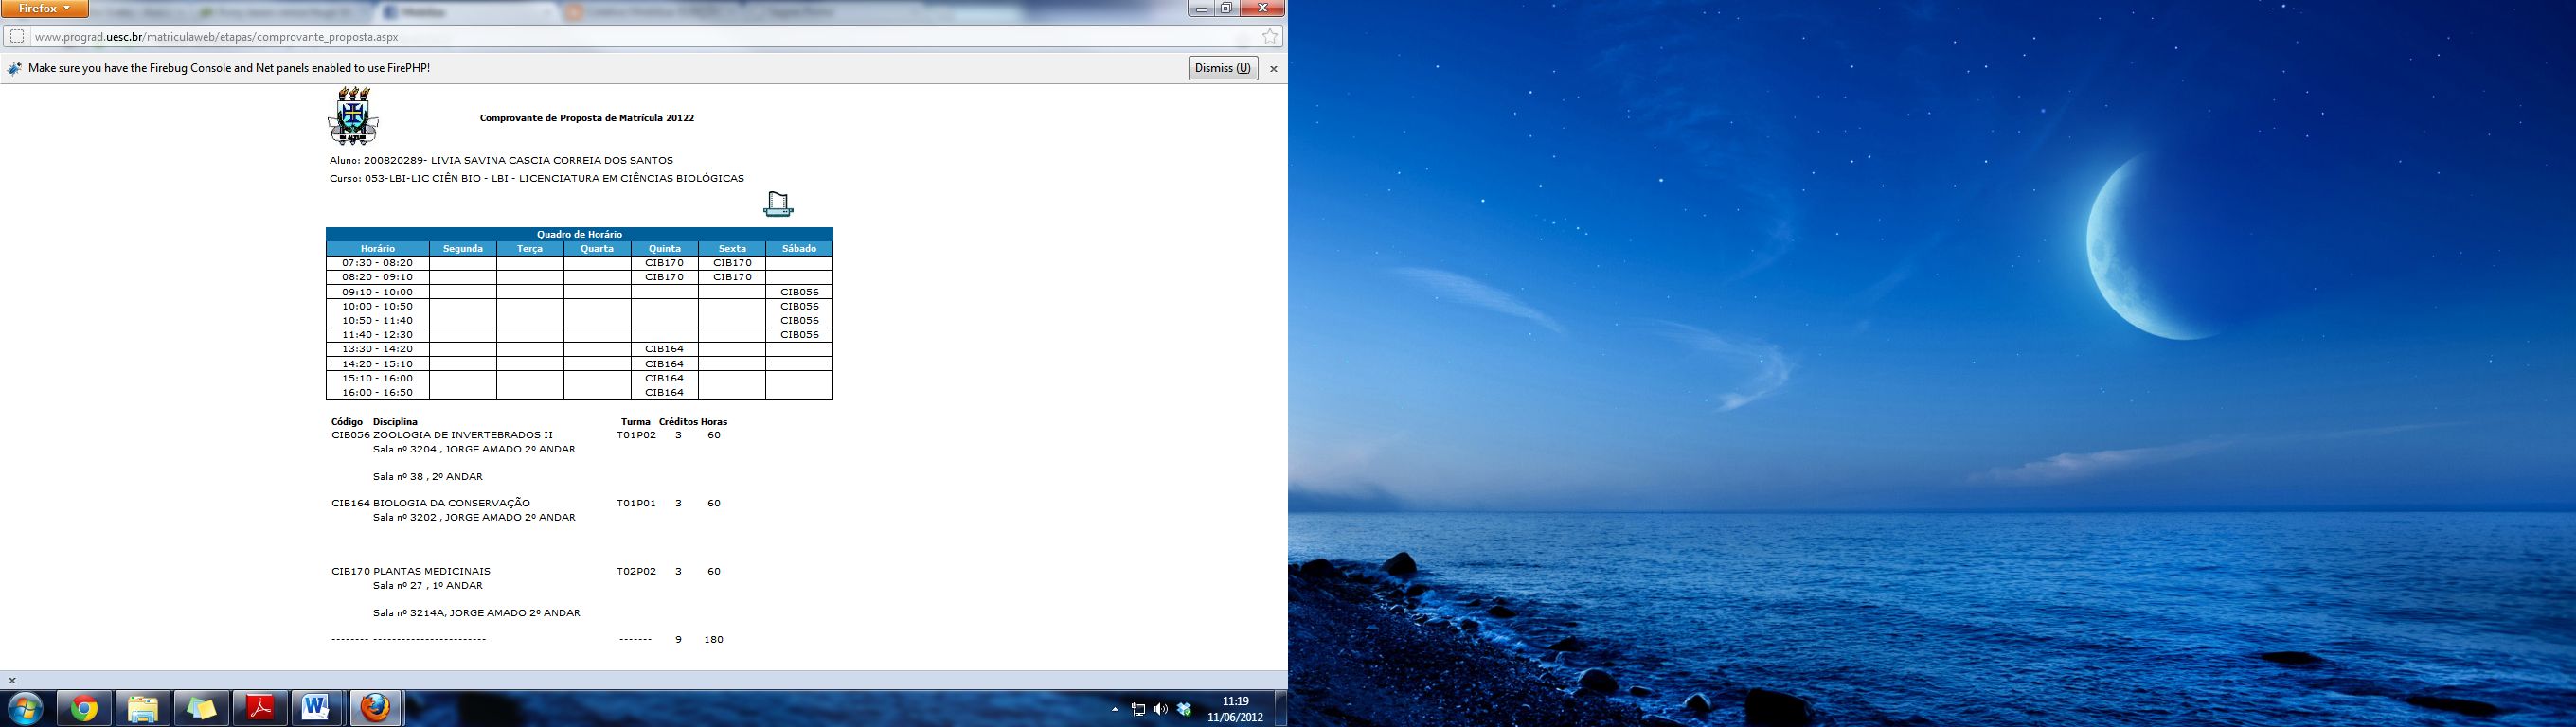 Firefox
www.prograd.uesc.br/matriculaweb/etapas/comprovante_proposta.aspx
Make sure you have the Firebug Console and Net panels enabled to use FirePHP! Dismiss (U)
Comprovante de Proposta de Matrícula 20122
Aluno: 200820289- LIVIA SAVINA CASCIA CORREIA DOS SANTOS
Curso: 053-LBI-LIC CIÊN BIO - LBI - LICENCIATURA EM CIÊNCIAS BIOLÓGICAS
Quadro de Horário
Horário Segunda Terça Quarta Quinta Sexta Sábado
07:30 - 08:20 CIB170 CIB170
08:20 - 09:10 CIB170 CIB170
09:10 - 10:00 CIB056
10:00 - 10:50 CIB056
10:50 - 11:40 CIB056
11:40 - 12:30 CIB056
13:30 - 14:20 CIB164
14:20 - 15:10 CIB164
15:10 - 16:00 CIB164
16:00 - 16:50 CIB164
Código Disciplina Turma Créditos Horas
CIB056 ZOOLOGIA DE INVERTEBRADOS II T01P02 3 60
Sala nº 3204 , JORGE AMADO 2º ANDAR
Sala nº 38 , 2º ANDAR
CIB164 BIOLOGIA DA CONSERVAÇÃO T01P01 3 60
Sala nº 3202 , JORGE AMADO 2º ANDAR
CIB170 PLANTAS MEDICINAIS T02P02 3 60
Sala nº 27 , 1º ANDAR
Sala nº 3214A, JORGE AMADO 2º ANDAR
-------- ------------------------ ------- 9 180
11:19
11/06/2012